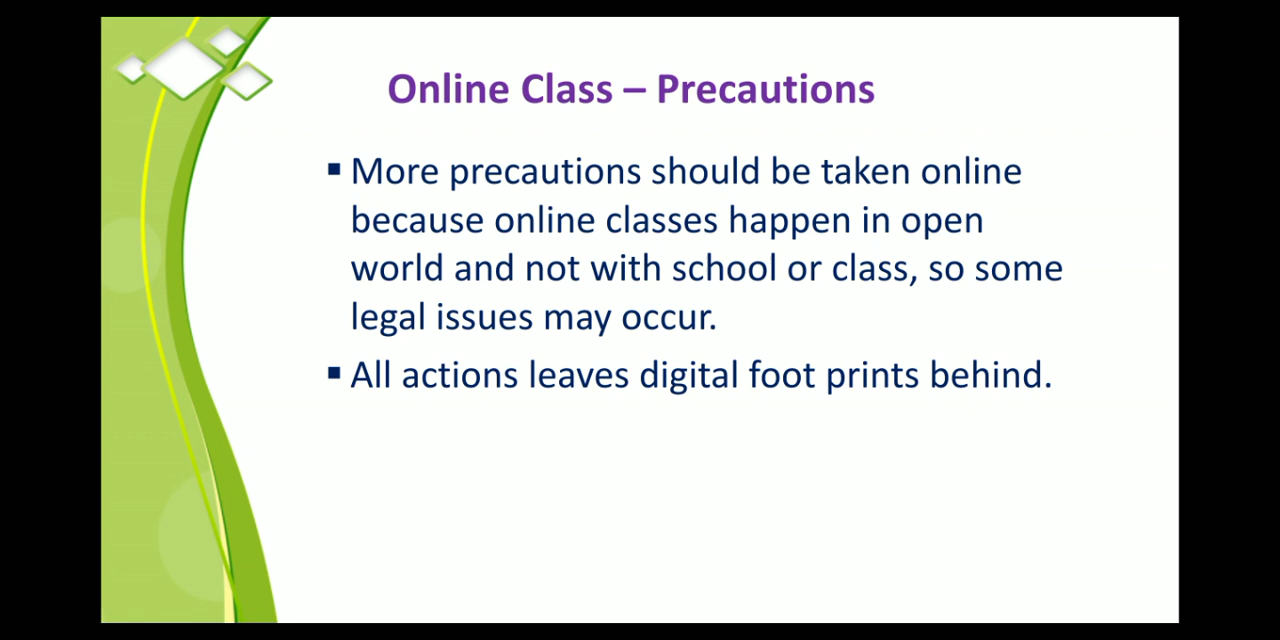 Online Class – Precautions
▪ More precautions should be taken online
because online classes happen in open
world and not with school or class, so some
legal issues may occur.
▪ All actions leaves digital foot prints behind.